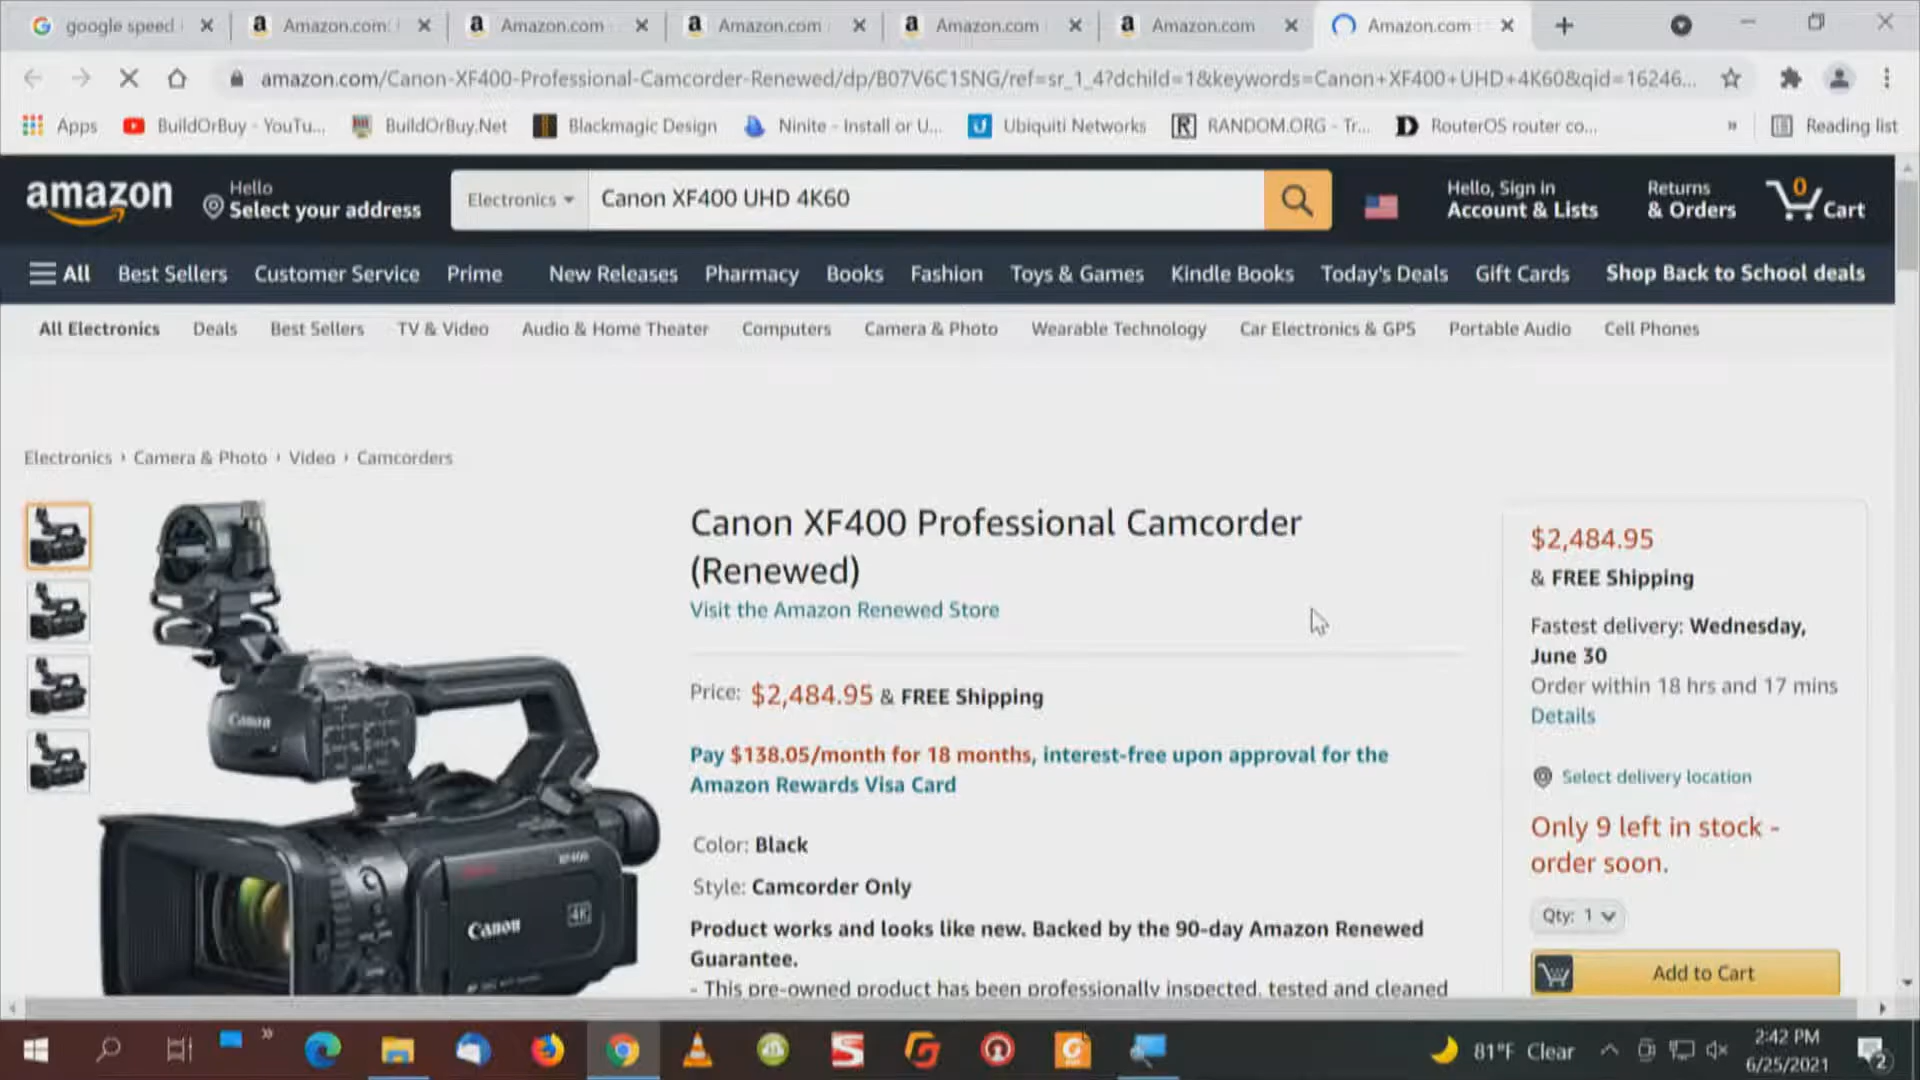 google speed
Amazon.com:
Amazon.com
Amazon.com
Amazon.com
Amazon.com
Amazon.com
amazon.com/Canon-XF400-Professional-Camcorder-Renewed/dp/B07V6C1SNG/ref=sr_1_4?dchild=1&keywords=Canon+XF400+UHD+4K60&qid=16246...
Apps
BuildOrBuy - YouTu...
BuildOrBuy.Net
Blackmagic Design
Ninite - Install or U...
Ubiquiti Networks
RANDOM.ORG - Tr...
RouterOS router co...
»
Reading list
amazon
Hello
Select your address
Electronics
Canon XF400 UHD 4K60
Hello, Sign in
Account & Lists
Returns
& Orders
0
Cart
All
Best Sellers
Customer Service
Prime
New Releases
Pharmacy
Books
Fashion
Toys & Games
Kindle Books
Today's Deals
Gift Cards
Shop Back to School deals
All Electronics
Deals
Best Sellers
TV & Video
Audio & Home Theater
Computers
Camera & Photo
Wearable Technology
Car Electronics & GPS
Portable Audio
Cell Phones
Electronics › Camera & Photo › Video › Camcorders
Canon
XF400
Canon
4K
Canon XF400 Professional Camcorder
(Renewed)
Visit the Amazon Renewed Store
Price: $2,484.95 & FREE Shipping
Pay $138.05/month for 18 months, interest-free upon approval for the
Amazon Rewards Visa Card
Color: Black
Style: Camcorder Only
Product works and looks like new. Backed by the 90-day Amazon Renewed
Guarantee.
- This pre-owned product has been professionally inspected, tested and cleaned
$2,484.95
& FREE Shipping
Fastest delivery: Wednesday,
June 30
Order within 18 hrs and 17 mins
Details
Select delivery location
Only 9 left in stock -
order soon.
Qty: 1
Add to Cart
81°F Clear
2:42 PM
6/25/2021
2